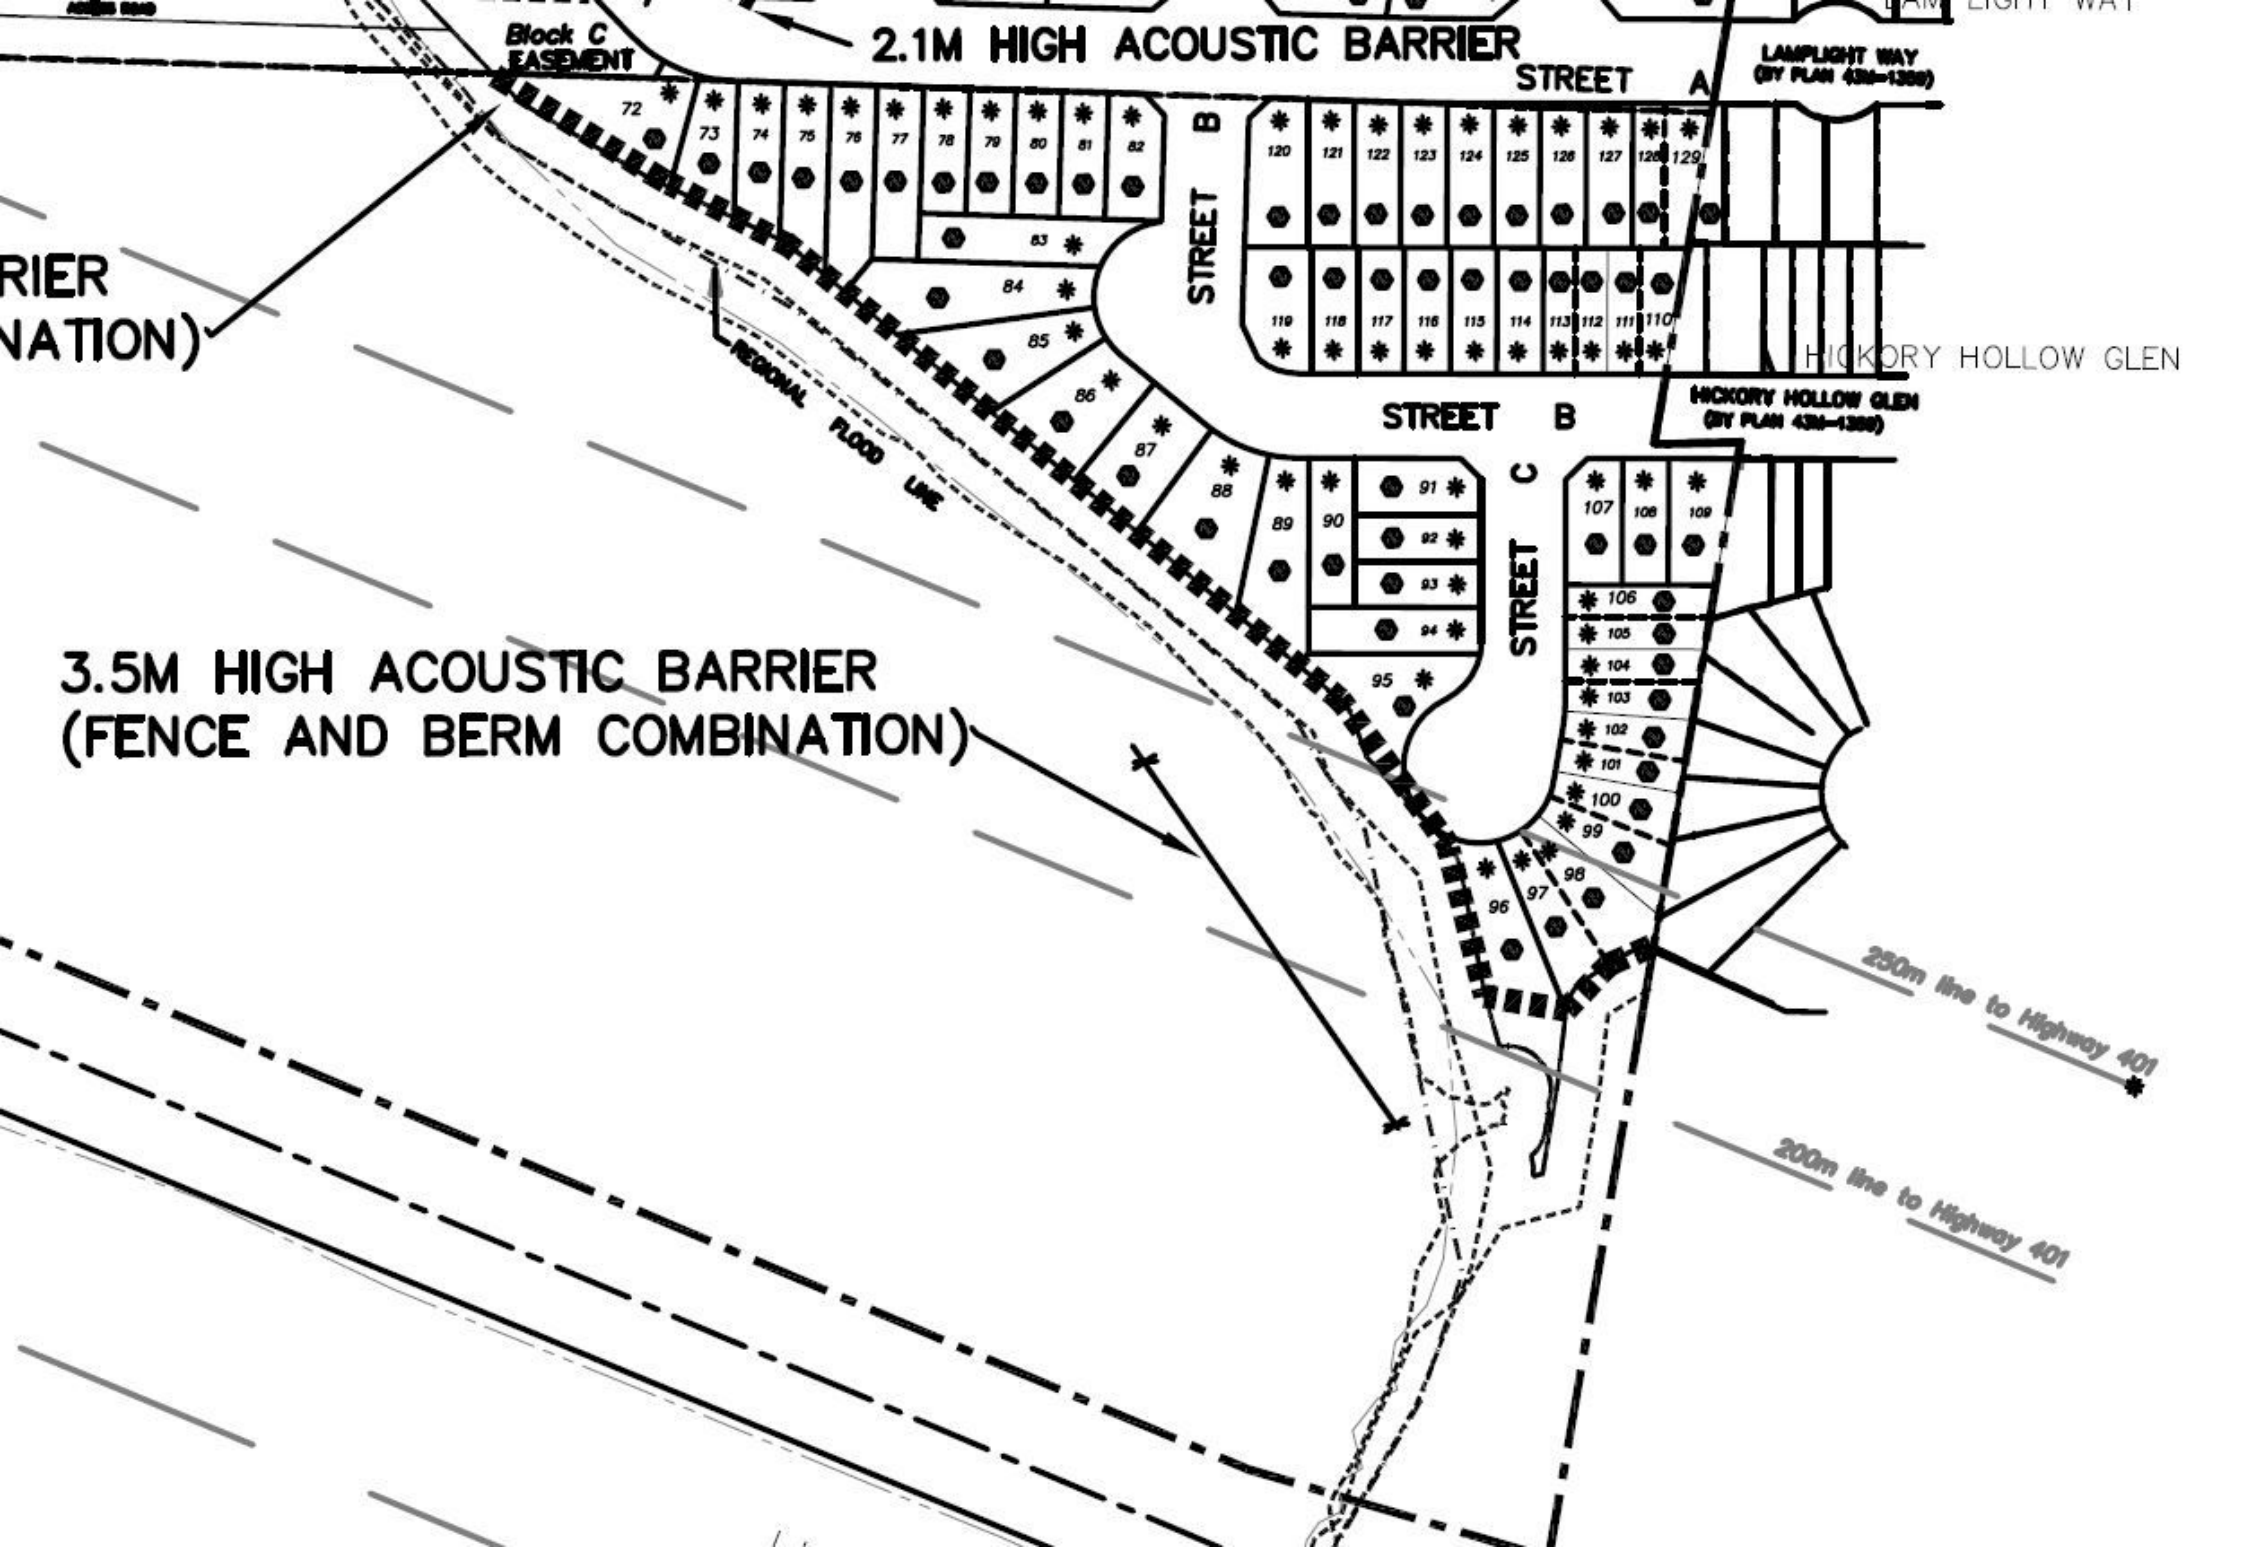 ACCESS ROAD
Block C
EASEMENT
2.1M HIGH ACOUSTIC BARRIER
STREET A
LAMPLIGHT WAY
(BY PLAN 43M-1388)
72
73
74
75
76
77
78
79
80
81
82
STREET B
120
121
122
123
124
125
126
127
128
129
83
84
85
86
87
88
89
90
119
118
117
116
115
114
113
112
111
110
RIER
NATION)
REGIONAL FLOOD LINE
HICKORY HOLLOW GLEN
HICKORY HOLLOW GLEN
(BY PLAN 43M-1388)
STREET B
STREET C
91
92
93
94
95
107
108
109
106
105
104
103
102
101
100
99
98
97
96
3.5M HIGH ACOUSTIC BARRIER
(FENCE AND BERM COMBINATION)
250m line to Highway 401
200m line to Highway 401